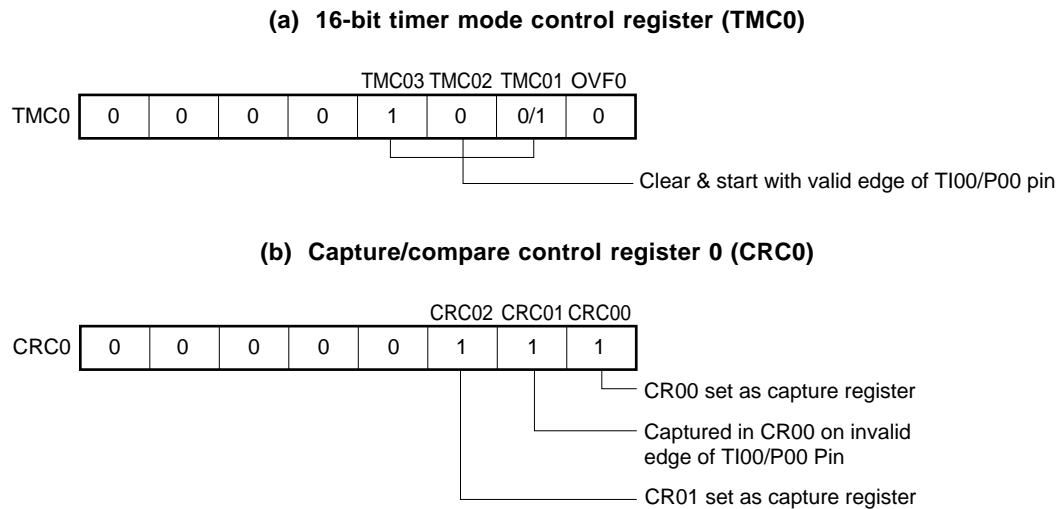 (a) 16-bit timer mode control register (TMC0)
TMC03 TMC02 TMC01 OVF0
TMC0 0 0 0 0 1 0 0/1 0
Clear & start with valid edge of TI00/P00 pin
(b) Capture/compare control register 0 (CRC0)
CRC02 CRC01 CRC00
CRC0 0 0 0 0 0 1 1 1
CR00 set as capture register
Captured in CR00 on invalid
edge of TI00/P00 Pin
CR01 set as capture register